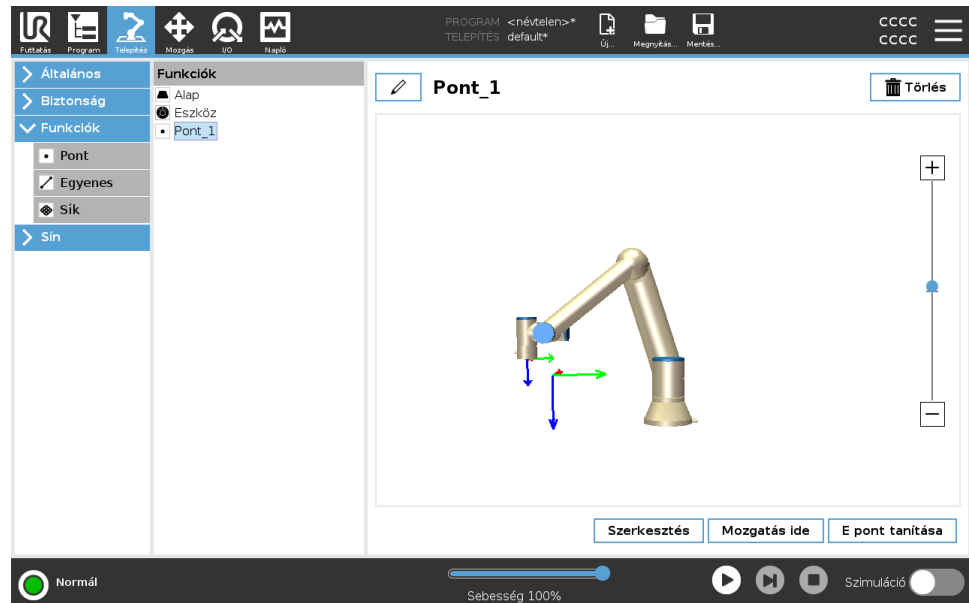 PROGRAM <névtelen>*
TELEPÍTÉS default*
CCCC
CCCC
UR
Futtatás Program Telepítés Mozgás I/O Napló Új... Megnyitás... Mentés...
Általános
Biztonság
Funkciók
Pont
Egyenes
Sík
Sín
Funkciók
Alap
Eszköz
Pont_1
Pont_1
Törlés
Szerkesztés Mozgatás ide E pont tanítása
Normál
Sebesség 100%
Szimuláció